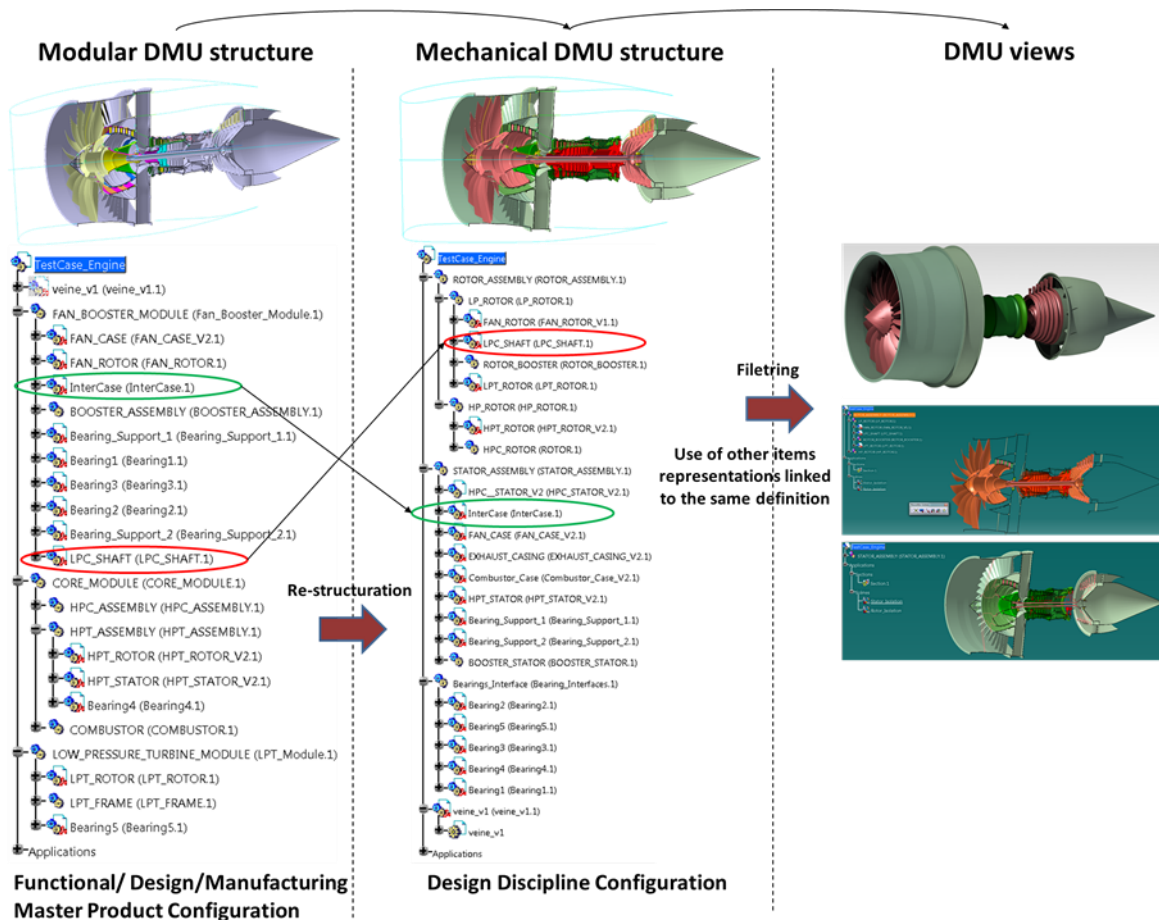 Modular DMU structure
Mechanical DMU structure
DMU views
TestCase_Engine
veine_v1 (veine_v1.1)
FAN_BOOSTER_MODULE (Fan_Booster_Module.1)
FAN_CASE (FAN_CASE_V2.1)
FAN_ROTOR (FAN_ROTOR.1)
InterCase (InterCase.1)
BOOSTER_ASSEMBLY (BOOSTER_ASSEMBLY.1)
Bearing_Support_1 (Bearing_Support_1.1)
Bearing1 (Bearing1.1)
Bearing3 (Bearing3.1)
Bearing2 (Bearing2.1)
Bearing_Support_2 (Bearing_Support_2.1)
LPC_SHAFT (LPC_SHAFT.1)
CORE_MODULE (CORE_MODULE.1)
HPC_ASSEMBLY (HPC_ASSEMBLY.1)
HPT_ASSEMBLY (HPT_ASSEMBLY.1)
HPT_ROTOR (HPT_ROTOR_V2.1)
HPT_STATOR (HPT_STATOR_V2.1)
Bearing4 (Bearing4.1)
COMBUSTOR (COMBUSTOR.1)
LOW_PRESSURE_TURBINE_MODULE (LPT_Module.1)
LPT_ROTOR (LPT_ROTOR.1)
LPT_FRAME (LPT_FRAME.1)
Bearing5 (Bearing5.1)
Applications
Functional/ Design/Manufacturing
Master Product Configuration
Re-structuration
TestCase_Engine
ROTOR_ASSEMBLY (ROTOR_ASSEMBLY.1)
LP_ROTOR (LP_ROTOR.1)
FAN_ROTOR (FAN_ROTOR_V1.1)
LPC_SHAFT (LPC_SHAFT.1)
ROTOR_BOOSTER (ROTOR_BOOSTER.1)
LPT_ROTOR (LPT_ROTOR.1)
HP_ROTOR (HP_ROTOR.1)
HPT_ROTOR (HPT_ROTOR_V2.1)
HPC_ROTOR (ROTOR.1)
STATOR_ASSEMBLY (STATOR_ASSEMBLY.1)
HPC__STATOR_V2 (HPC_STATOR_V2.1)
InterCase (InterCase.1)
FAN_CASE (FAN_CASE_V2.1)
EXHAUST_CASING (EXHAUST_CASING_V2.1)
Combustor_Case (Combustor_Case_V2.1)
HPT_STATOR (HPT_STATOR_V2.1)
Bearing_Support_1 (Bearing_Support_1.1)
Bearing_Support_2 (Bearing_Support_2.1)
BOOSTER_STATOR (BOOSTER_STATOR.1)
Bearings_Interface (Bearing_Interfaces.1)
Bearing2 (Bearing2.1)
Bearing5 (Bearing5.1)
Bearing3 (Bearing3.1)
Bearing4 (Bearing4.1)
Bearing1 (Bearing1.1)
veine_v1 (veine_v1.1)
veine_v1
Applications
Design Discipline Configuration
Filetring
Use of other items
representations linked
to the same definition
STATOR_ASSEMBLY (STATOR_ASSEMBLY.1)
Applications